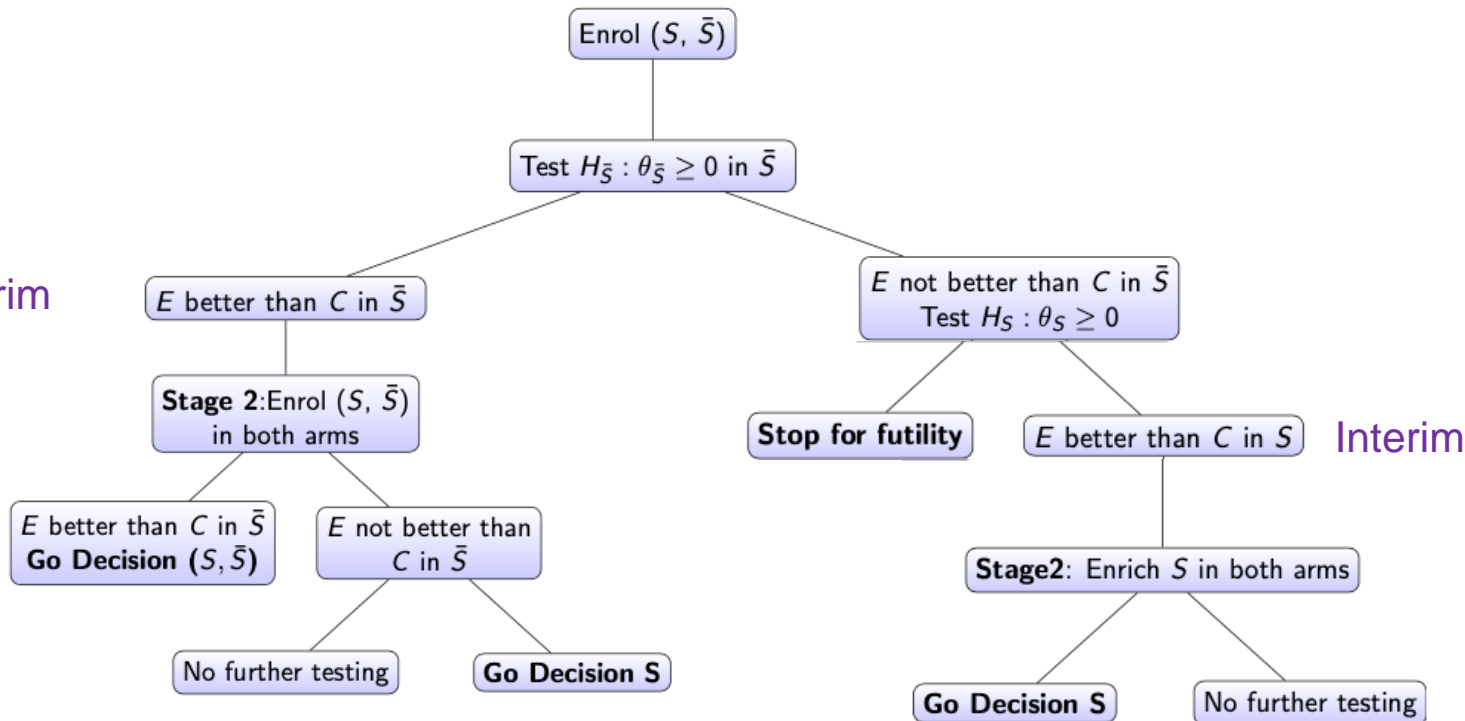 Enrol (S, S̄)
Test H_S̄ : θ_S̄ ≥ 0 in S̄
E better than C in S̄
E not better than C in S̄
Test H_S : θ_S ≥ 0
Stage 2:Enrol (S, S̄)
in both arms
Stop for futility
E better than C in S
Interim
E better than C in S̄
Go Decision (S, S̄)
E not better than
C in S̄
Stage2: Enrich S in both arms
No further testing
Go Decision S
Go Decision S
No further testing